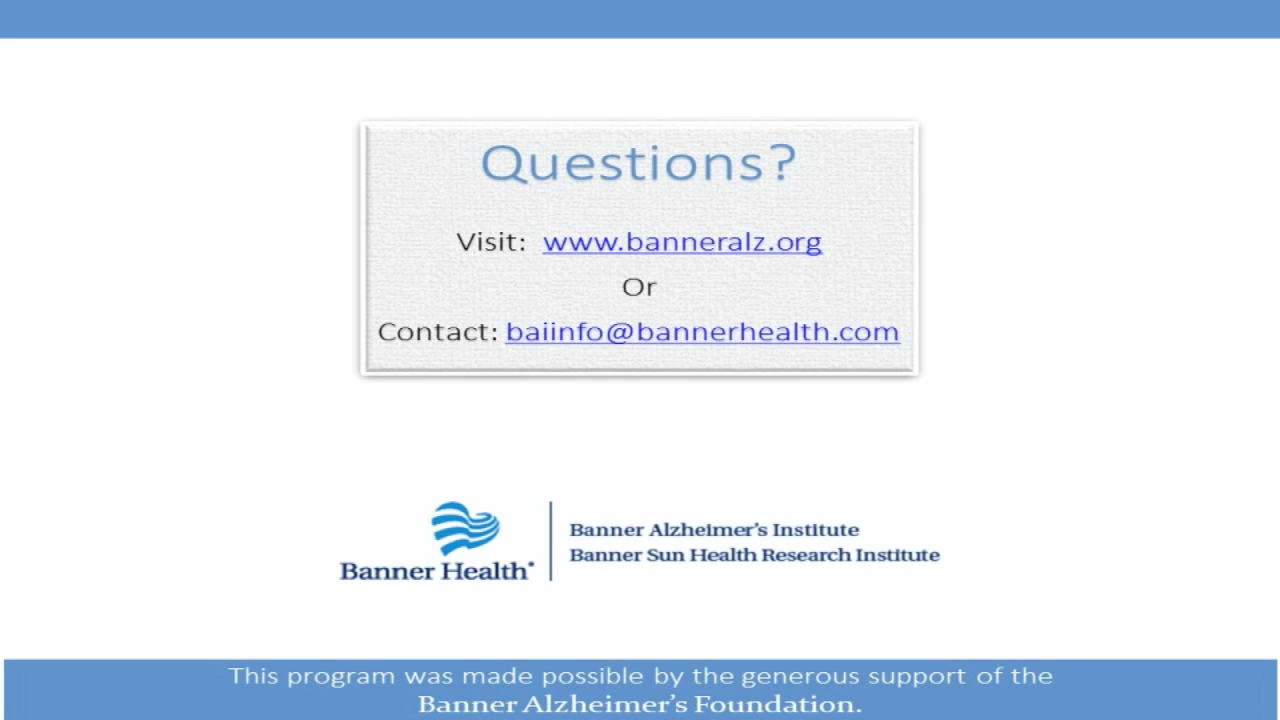 Questions?
Visit: www.banneralz.org
Or
Contact: baiinfo@bannerhealth.com
Banner Health®
Banner Alzheimer's Institute
Banner Sun Health Research Institute
This program was made possible by the generous support of the
Banner Alzheimer's Foundation.